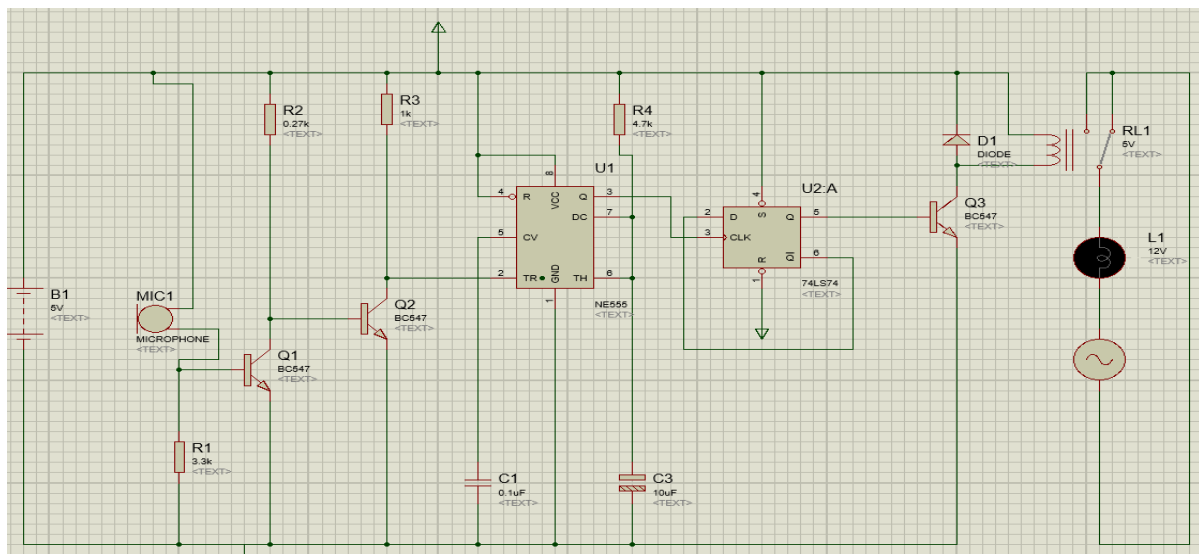 R2
0.27k
<TEXT>
R3
1k
<TEXT>
R4
4.7k
<TEXT>
D1
DIODE
<TEXT>
RL1
5V
<TEXT>
U1
4
R
8
VCC
Q
3
DC
7
5
CV
2
TR
GND
1
TH
6
NE555
<TEXT>
U2:A
4
2
D
S
Q
5
3
CLK
R
QI
6
1
74LS74
<TEXT>
Q3
BC547
<TEXT>
L1
12V
<TEXT>
B1
5V
<TEXT>
MIC1
MICROPHONE
<TEXT>
Q2
BC547
<TEXT>
Q1
BC547
<TEXT>
R1
3.3k
<TEXT>
C1
0.1uF
<TEXT>
C3
10uF
<TEXT>